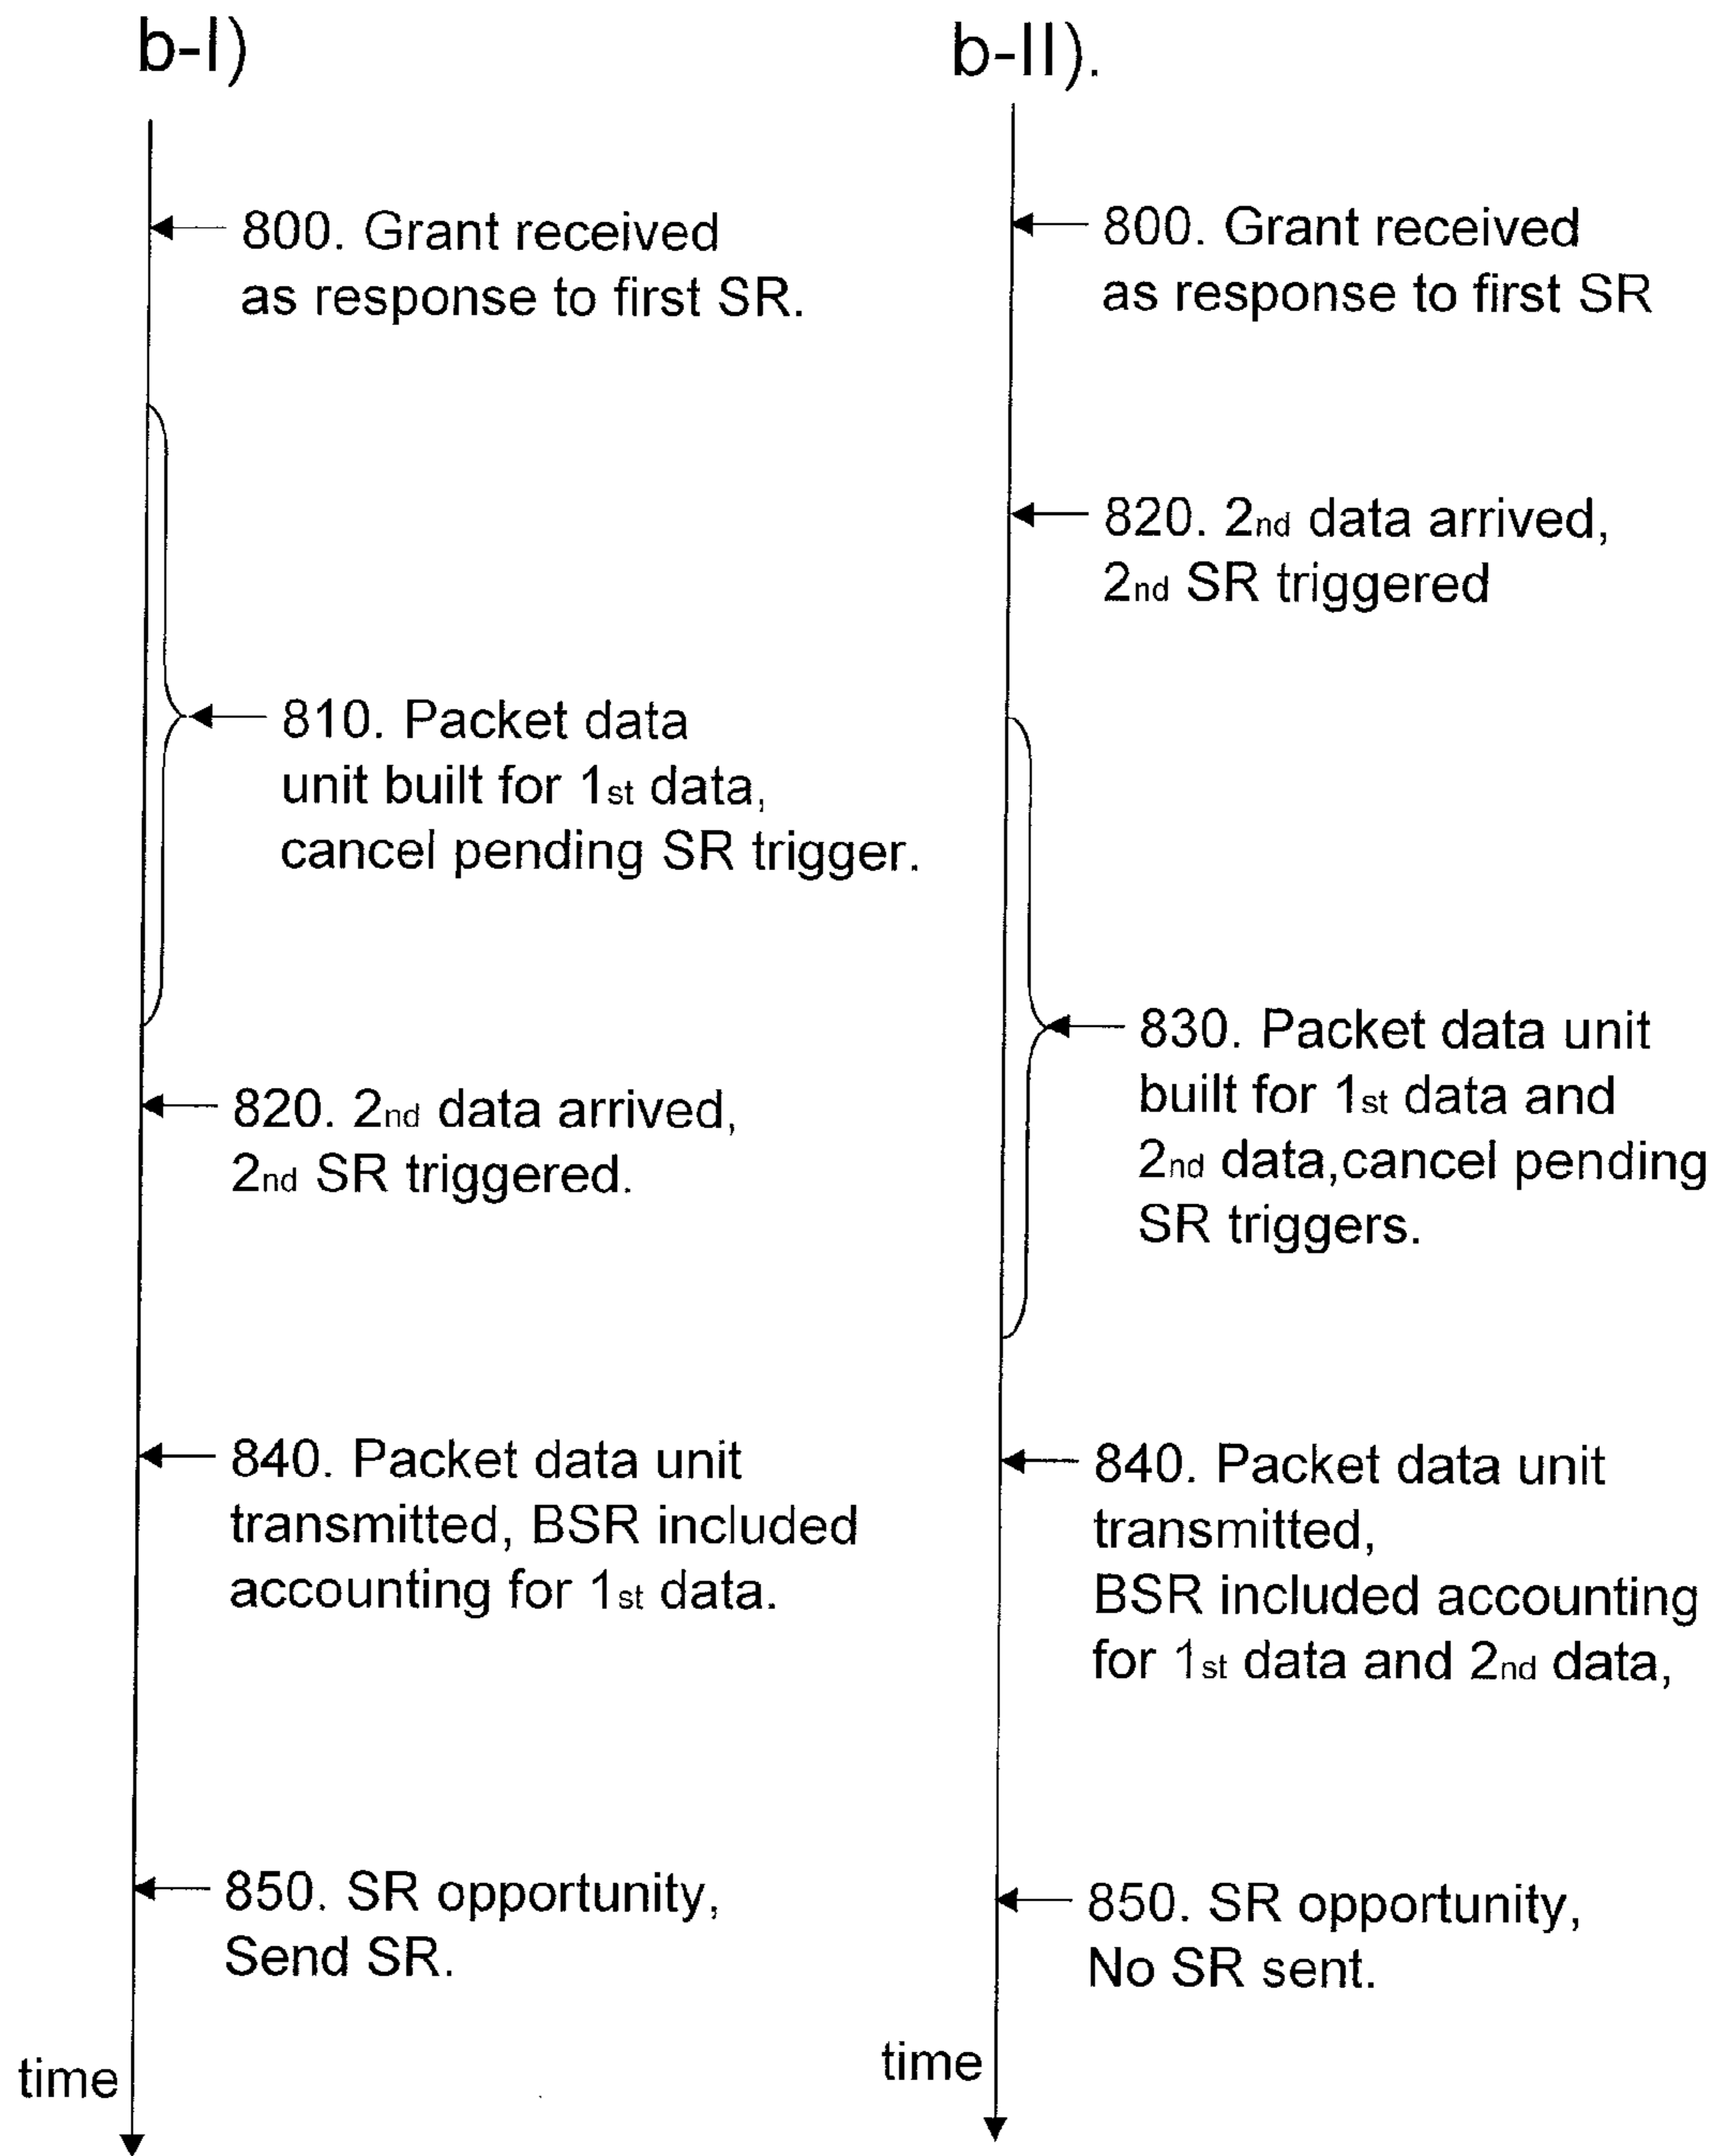 b-I)
800. Grant received
as response to first SR.
810. Packet data
unit built for 1st data,
cancel pending SR trigger.
820. 2nd data arrived,
2nd SR triggered.
840. Packet data unit
transmitted, BSR included
accounting for 1st data.
850. SR opportunity,
Send SR.
time
b-II).
800. Grant received
as response to first SR
820. 2nd data arrived,
2nd SR triggered
830. Packet data unit
built for 1st data and
2nd data,cancel pending
SR triggers.
840. Packet data unit
transmitted,
BSR included accounting
for 1st data and 2nd data,
850. SR opportunity,
No SR sent.
time